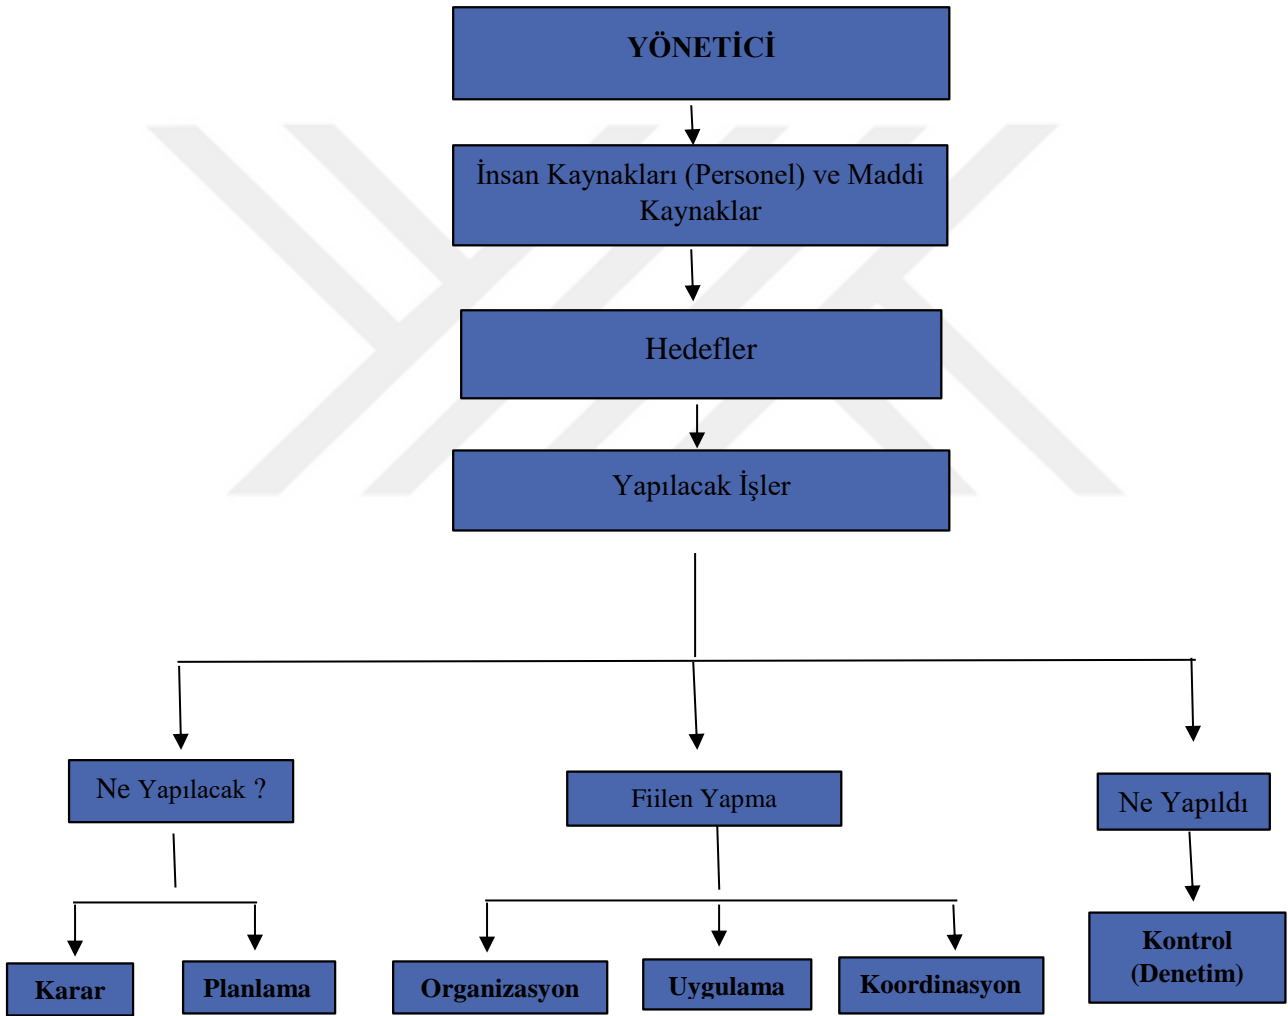 YÖNETİCİ
İnsan Kaynakları (Personel) ve Maddi
Kaynaklar
Hedefler
Yapılacak İşler
Ne Yapılacak ?
Fiilen Yapma
Ne Yapıldı
Karar
Planlama
Organizasyon
Uygulama
Koordinasyon
Kontrol
(Denetim)